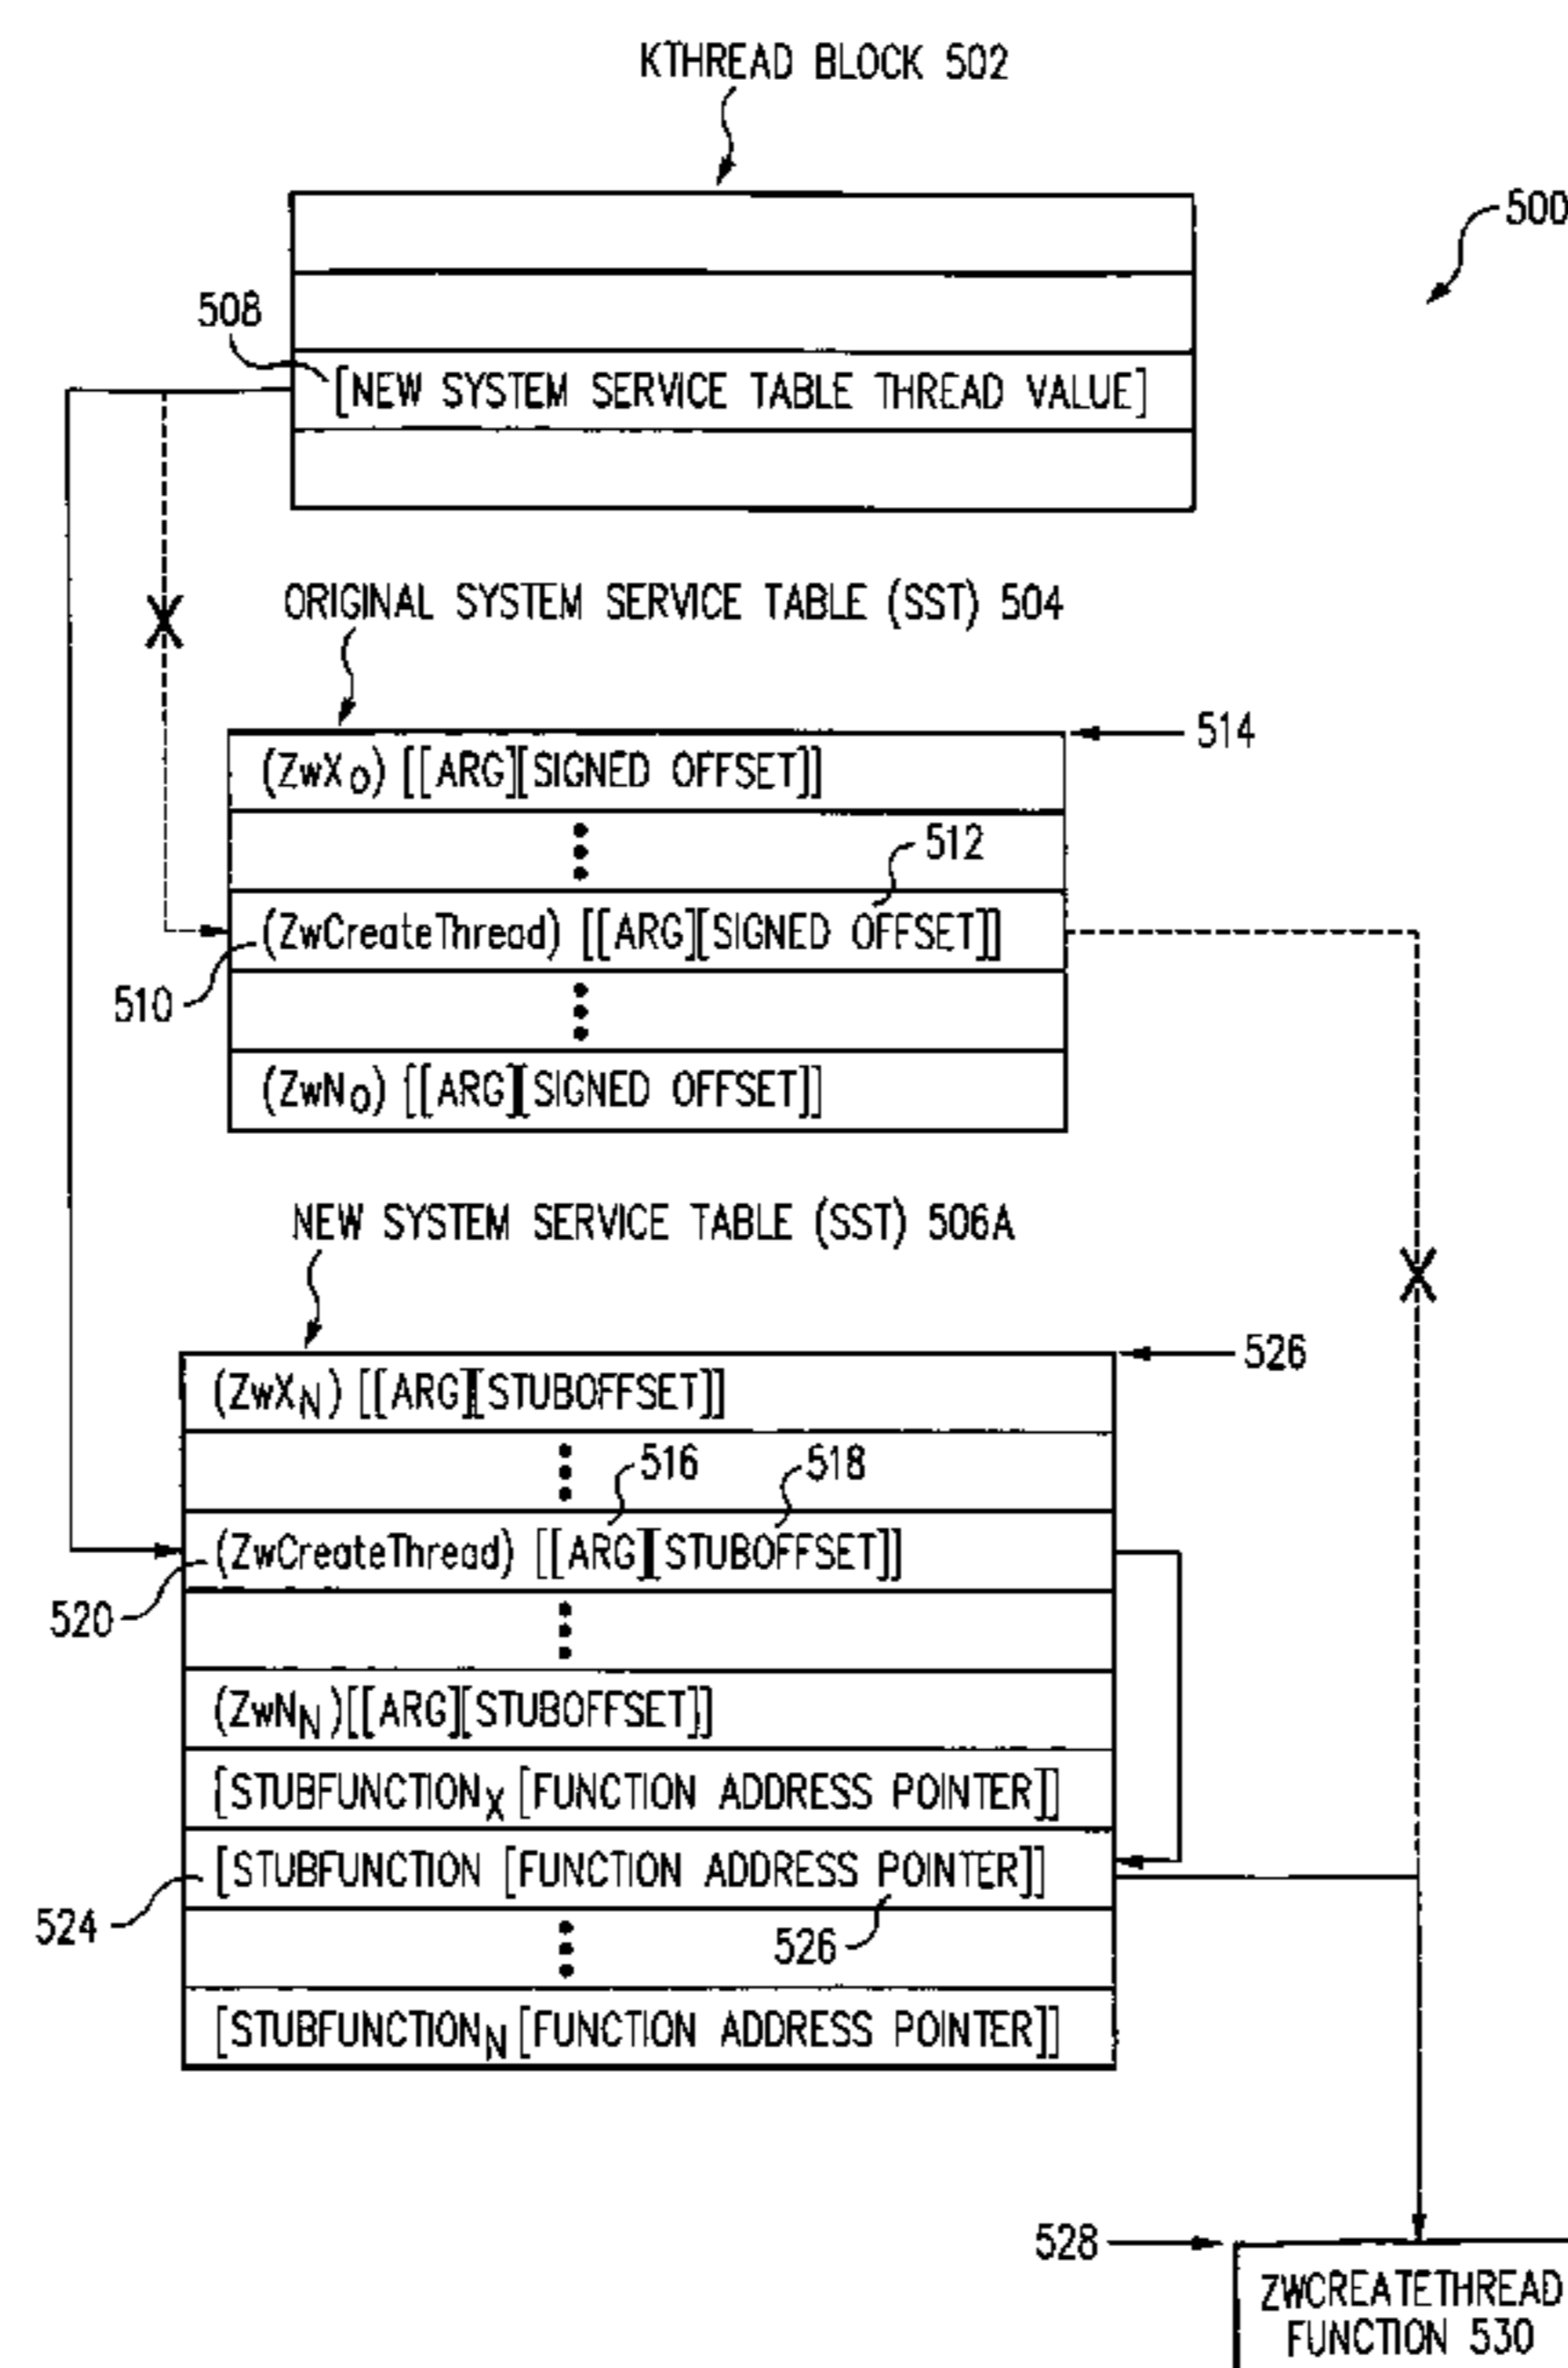 KTHREAD BLOCK 502
500
508
[NEW SYSTEM SERVICE TABLE THREAD VALUE]
ORIGINAL SYSTEM SERVICE TABLE (SST) 504
514
(ZwXO) [[ARG][SIGNED OFFSET]]
512
(ZwCreateThread) [[ARG][SIGNED OFFSET]]
510
(ZwNO) [[ARG][SIGNED OFFSET]]
NEW SYSTEM SERVICE TABLE (SST) 506A
526
(ZwXN) [[ARG][STUBOFFSET]]
516
518
(ZwCreateThread) [[ARG][STUBOFFSET]]
520
(ZwNN)[[ARG][STUBOFFSET]]
[STUBFUNCTIONX [FUNCTION ADDRESS POINTER]]
[STUBFUNCTION [FUNCTION ADDRESS POINTER]]
524
526
[STUBFUNCTIONN [FUNCTION ADDRESS POINTER]]
528
ZWCREATETHREAD
FUNCTION 530